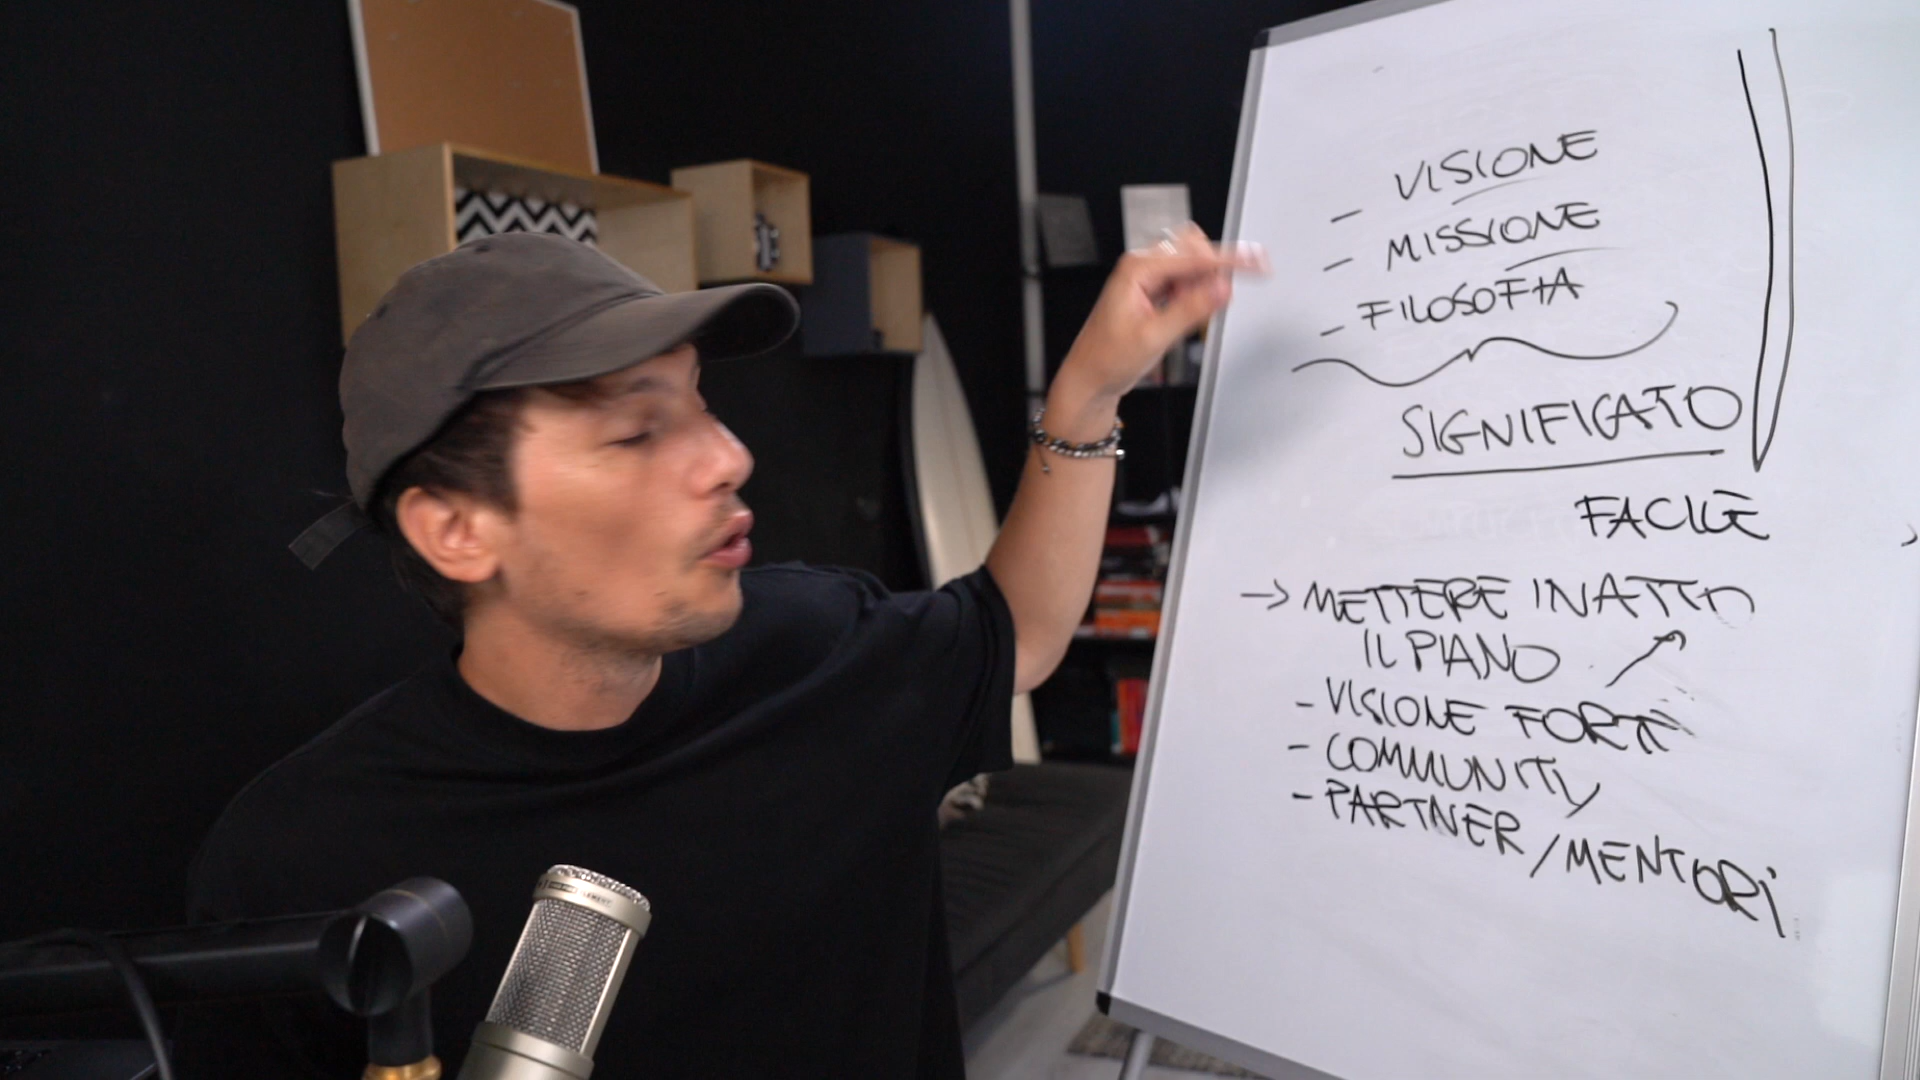 - VISIONE
- MISSIONE
- FILOSOFIA
SIGNIFICATO
FACILE
→ METTERE IN ATTO
IL PIANO
- VISIONE FORTE
- COMMUNITY
- PARTNER/MENTORI